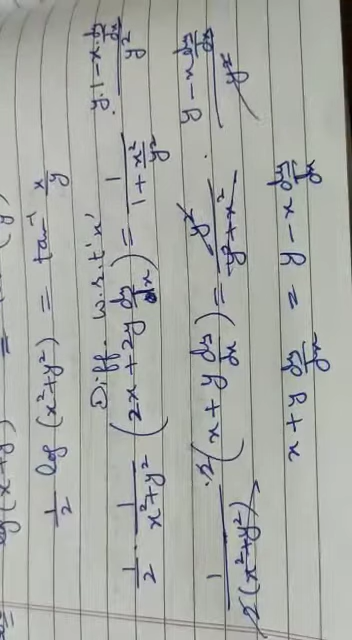 1/2 log (x²+y²) = tan⁻¹ x/y
Diff. w.r.t 'x'
1/2 · 1/(x²+y²) (2x + 2y dy/dx) = 1/(1 + x²/y²) · (y.1 - x.dy/dx)/y²
1/(2(x²+y²)) · 2(x + y dy/dx) = y²/(y²+x²) · (y - x dy/dx)/y²
x + y dy/dx = y - x dy/dx